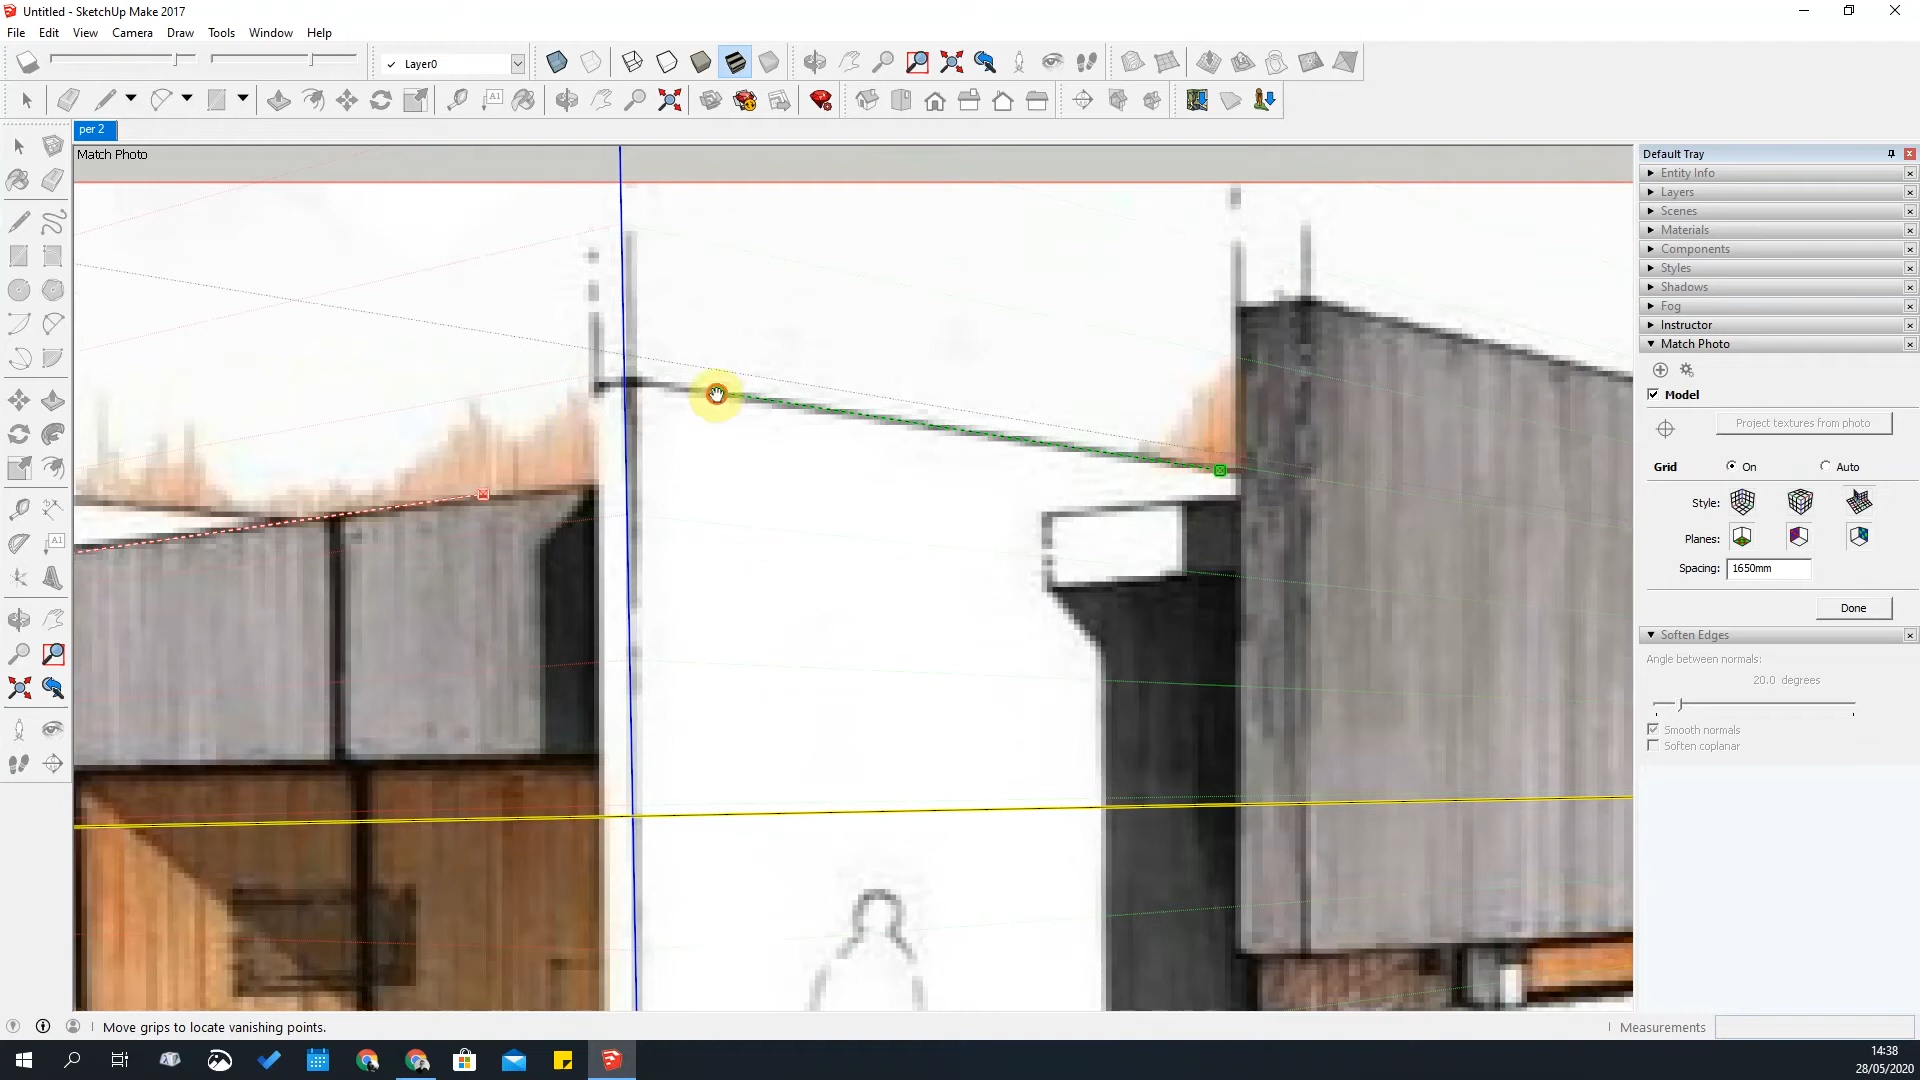 Untitled - SketchUp Make 2017
File Edit View Camera Draw Tools Window Help
Layer0
A1
per 2
Match Photo
A1
Default Tray
Entity Info
Layers
Scenes
Materials
Components
Styles
Shadows
Fog
Instructor
Match Photo
Model
Project textures from photo
Grid On Auto
Style:
Planes:
Spacing: 1650mm
Done
Soften Edges
Angle between normals:
20.0 degrees
Smooth normals
Soften coplanar
Move grips to locate vanishing points.
Measurements
14:38
28/05/2020